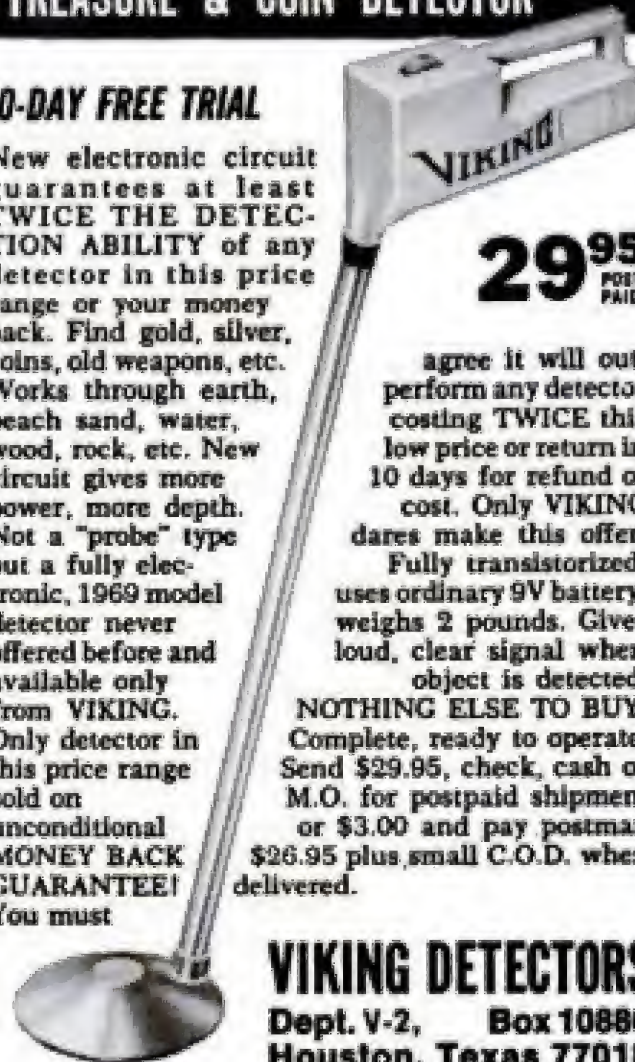 TREASURE & COIN DETECTOR
0-DAY FREE TRIAL
New electronic circuit
guarantees at least
TWICE THE DETEC-
TION ABILITY of any
detector in this price
range or your money
back. Find gold, silver,
coins, old weapons, etc.
Works through earth,
beach sand, water,
wood, rock, etc. New
circuit gives more
power, more depth.
Not a "probe" type
but a fully elec-
tronic, 1969 model
detector never
offered before and
available only
from VIKING.
Only detector in
this price range
sold on
unconditional
MONEY BACK
GUARANTEE!
You must
VIKING
29 95
POST
PAID
agree it will out
perform any detecto
costing TWICE thi
low price or return i
10 days for refund o
cost. Only VIKING
dares make this offer
Fully transistorized
uses ordinary 9V battery
weighs 2 pounds. Give
loud, clear signal whe
object is detected
NOTHING ELSE TO BUY
Complete, ready to operate
Send $29.95, check, cash o
M.O. for postpaid shipmen
or $3.00 and pay postma
$26.95 plus small C.O.D. whe
delivered.
VIKING DETECTORS
Dept. V-2, Box 1088
Houston, Texas 7701